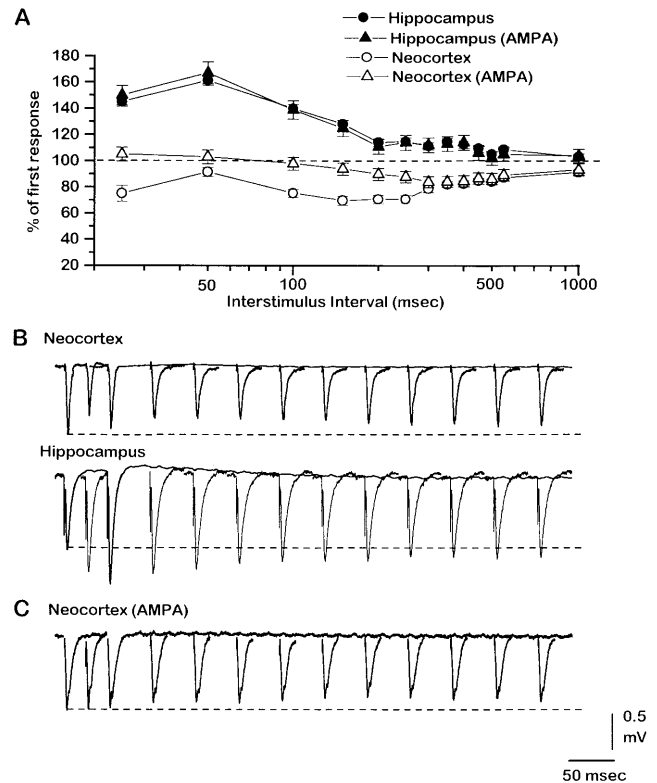 A
Hippocampus
Hippocampus (AMPA)
Neocortex
Neocortex (AMPA)
% of first response
180
160
140
120
100
80
60
40
20
50
100
500
1000
Interstimulus Interval (msec)
B
Neocortex
Hippocampus
C
Neocortex (AMPA)
0.5
mV
50 msec